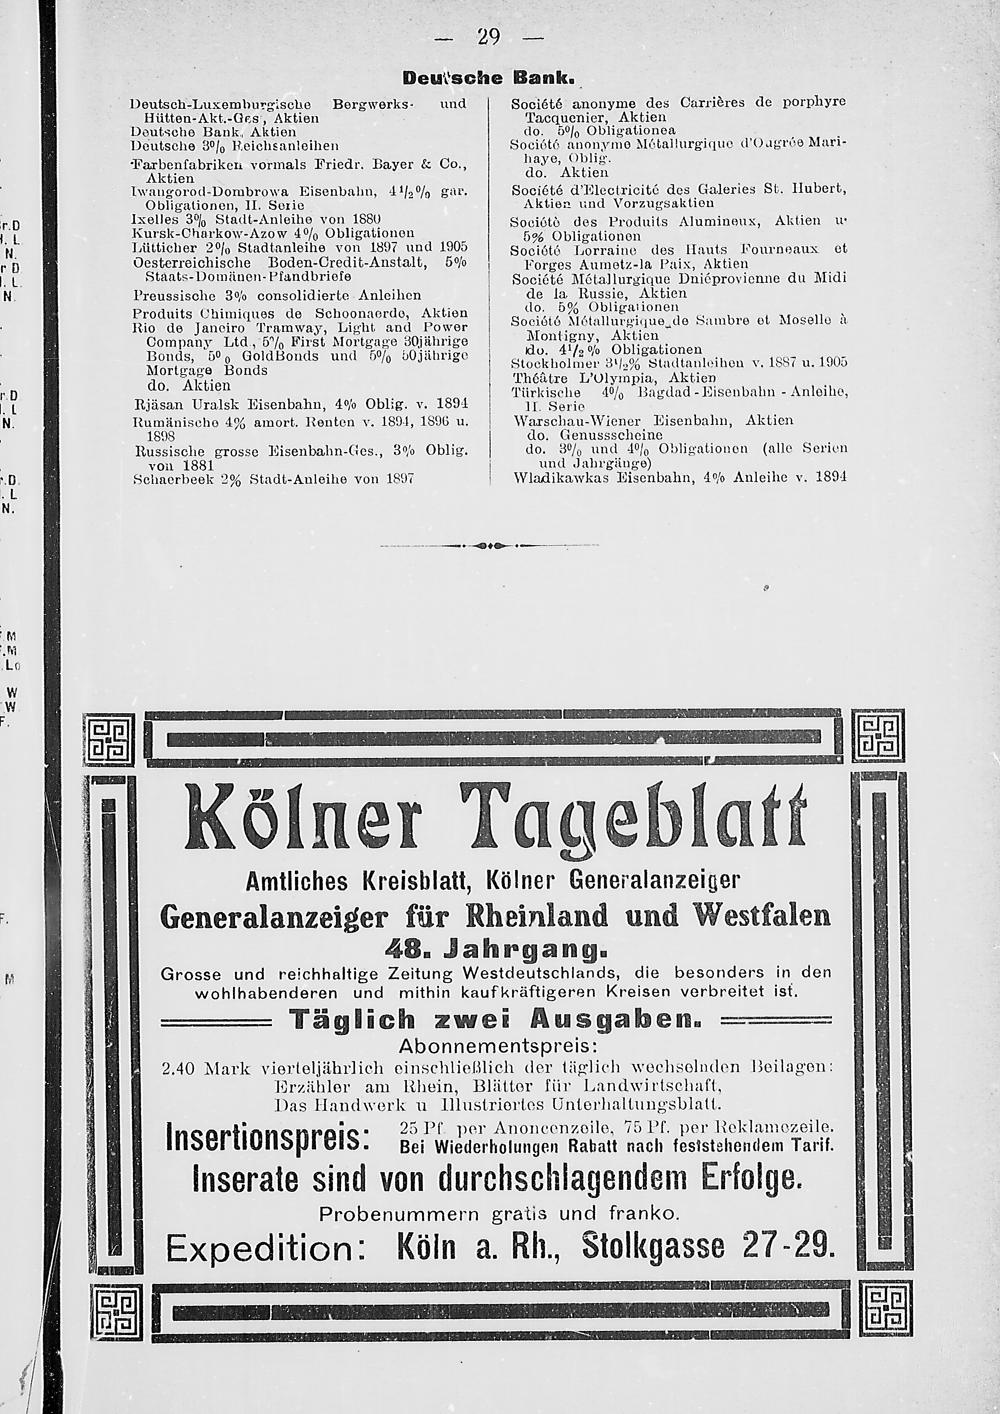 — 29 —
Deutsche Bank.
Deutsch-Luxemburgische Bergwerks- und
Hütten-Akt.-Ges, Aktien
Deutsche Bank, Aktien
Deutsche 3% Reichsanleihen
Farbenfabriken vormals Friedr. Bayer & Co.,
Aktien
Iwangorod-Dombrowa Eisenbahn, 4½% gar.
Obligationen, II. Serie
Ixelles 3% Stadt-Anleihe von 1880
Kursk-Charkow-Azow 4% Obligationen
Lütticher 2% Stadtanleihe von 1897 und 1905
Oesterreichische Boden-Credit-Anstalt, 5%
Staats-Domänen-Pfandbriefe
Preussische 3% consolidierte Anleihen
Produits Chimiques de Schoonaerde, Aktien
Rio de Janeiro Tramway, Light and Power
Company Ltd., 5% First Mortgage 30jährige
Bonds, 5% GoldBonds und 5% 50jährige
Mortgage Bonds
do. Aktien
Rjäsan Uralsk Eisenbahn, 4% Oblig. v. 1894
Rumänische 4% amort. Renten v. 1894, 1896 u.
1898
Russische grosse Eisenbahn-Ges., 3% Oblig.
von 1881
Schaerbeek 2% Stadt-Anleihe von 1897
Société anonyme des Carrières de porphyre
Tacquenier, Aktien
do. 5% Obligationen
Société anonyme Métallurgique d'Ougrée Mari-
haye, Oblig.
do. Aktien
Société d'Electricité des Galeries St. Hubert,
Aktien und Vorzugsaktien
Société des Produits Alumineux, Aktien u
5% Obligationen
Société Lorraine des Hauts Fourneaux et
Forges Aumetz-la Paix, Aktien
Société Métallurgique Dniéprovienne du Midi
de la Russie, Aktien
do. 5% Obligationen
Société Métallurgique de Sambre et Moselle à
Montigny, Aktien
do. 4½% Obligationen
Stockholmer 3½% Stadtanleihen v. 1887 u. 1905
Théâtre L'Olympia, Aktien
Türkische 4% Bagdad-Eisenbahn-Anleihe,
II. Serie
Warschau-Wiener Eisenbahn, Aktien
do. Genussscheine
do. 3% und 4% Obligationen (alle Serien
und Jahrgänge)
Wladikawkas Eisenbahn, 4% Anleihe v. 1894
Kölner Tageblatt
Amtliches Kreisblatt, Kölner Generalanzeiger
Generalanzeiger für Rheinland und Westfalen
48. Jahrgang.
Grosse und reichhaltige Zeitung Westdeutschlands, die besonders in den
wohlhabenderen und mithin kaufkräftigeren Kreisen verbreitet ist.
Täglich zwei Ausgaben.
Abonnementspreis:
2.40 Mark vierteljährlich einschließlich der täglich wechselnden Beilagen:
Erzähler am Rhein, Blätter für Landwirtschaft,
Das Handwerk u Illustriertes Unterhaltungsblatt.
Insertionspreis: 25 Pf. per Anoncenzeile, 75 Pf. per Reklamezeile.
Bei Wiederholungen Rabatt nach feststehendem Tarif.
Inserate sind von durchschlagendem Erfolge.
Probenummern gratis und franko.
Expedition: Köln a. Rh., Stolkgasse 27-29.